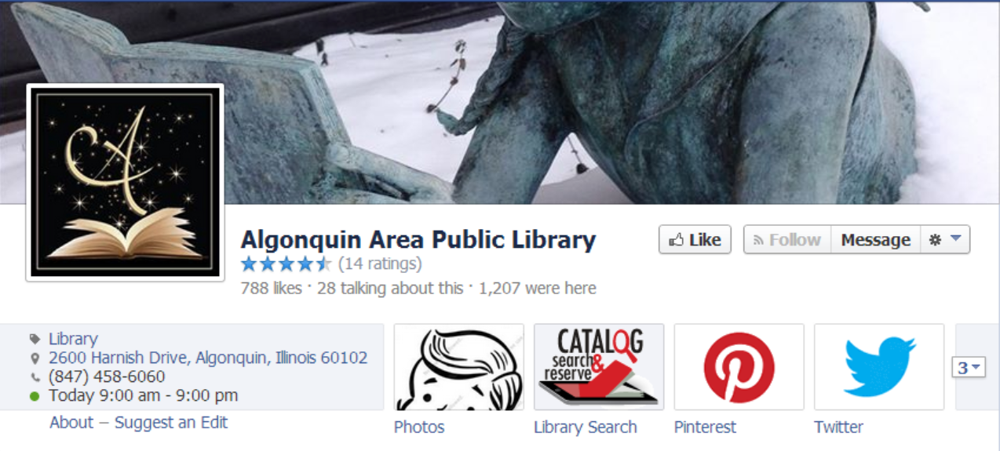 Algonquin Area Public Library
(14 ratings)
788 likes · 28 talking about this · 1,207 were here
Like
Follow
Message
Library
2600 Harnish Drive, Algonquin, Illinois 60102
(847) 458-6060
Today 9:00 am - 9:00 pm
About – Suggest an Edit
CATALOG
search &
reserve
3
Photos
Library Search
Pinterest
Twitter